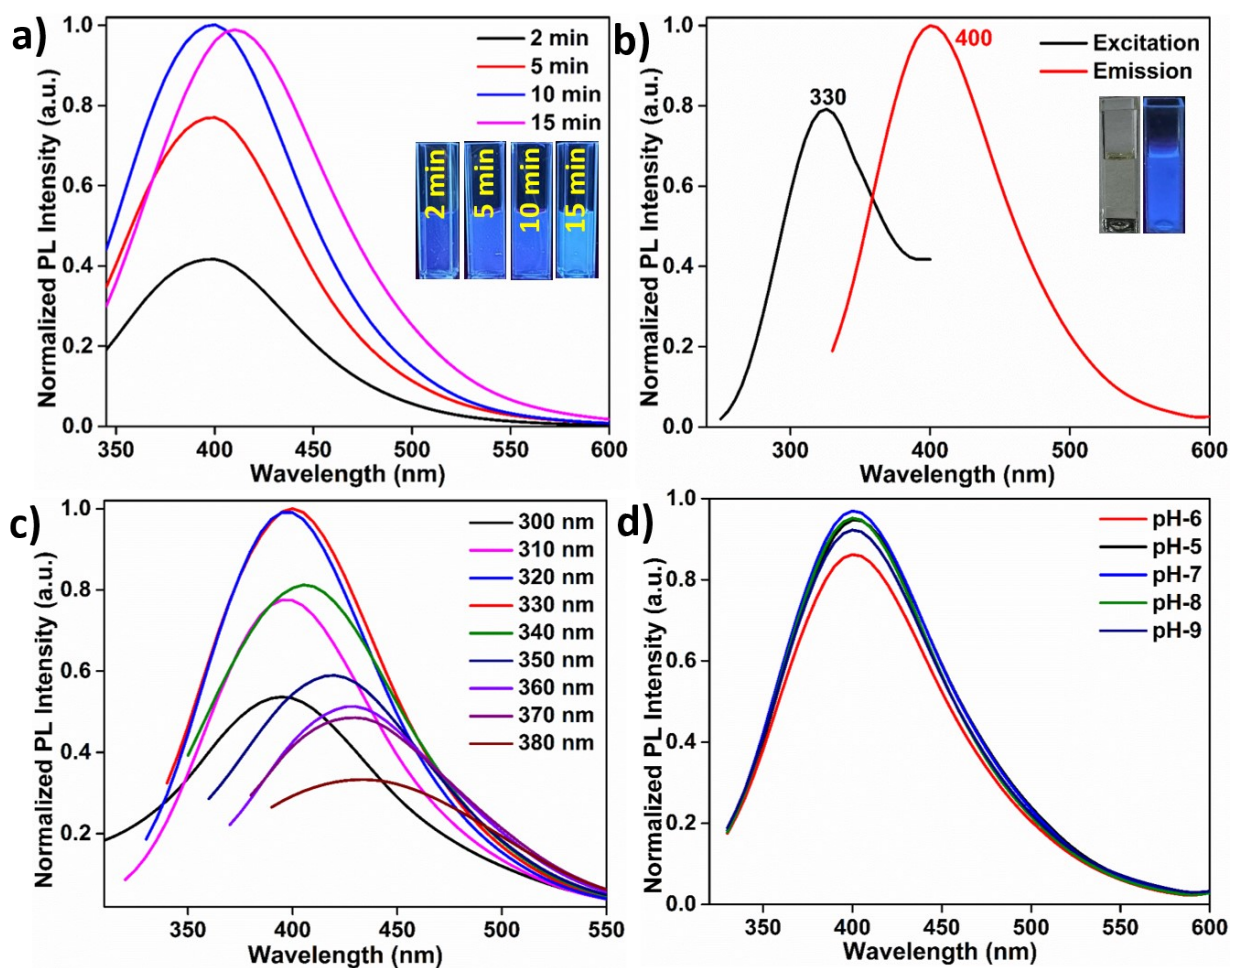 a)
Normalized PL Intensity (a.u.)
1.0
0.8
0.6
0.4
0.2
0.0
2 min
5 min
10 min
15 min
2 min
5 min
10 min
15 min
350
400
450
500
550
600
Wavelength (nm)
b)
Normalized PL Intensity (a.u.)
1.0
0.8
0.6
0.4
0.2
0.0
330
400
Excitation
Emission
300
400
500
600
Wavelength (nm)
c)
Normalized PL Intensity (a.u.)
1.0
0.8
0.6
0.4
0.2
300 nm
310 nm
320 nm
330 nm
340 nm
350 nm
360 nm
370 nm
380 nm
350
400
450
500
550
Wavelength (nm)
d)
Normalized PL Intensity (a.u.)
1.0
0.8
0.6
0.4
0.2
0.0
pH-6
pH-5
pH-7
pH-8
pH-9
350
400
450
500
550
600
Wavelength (nm)